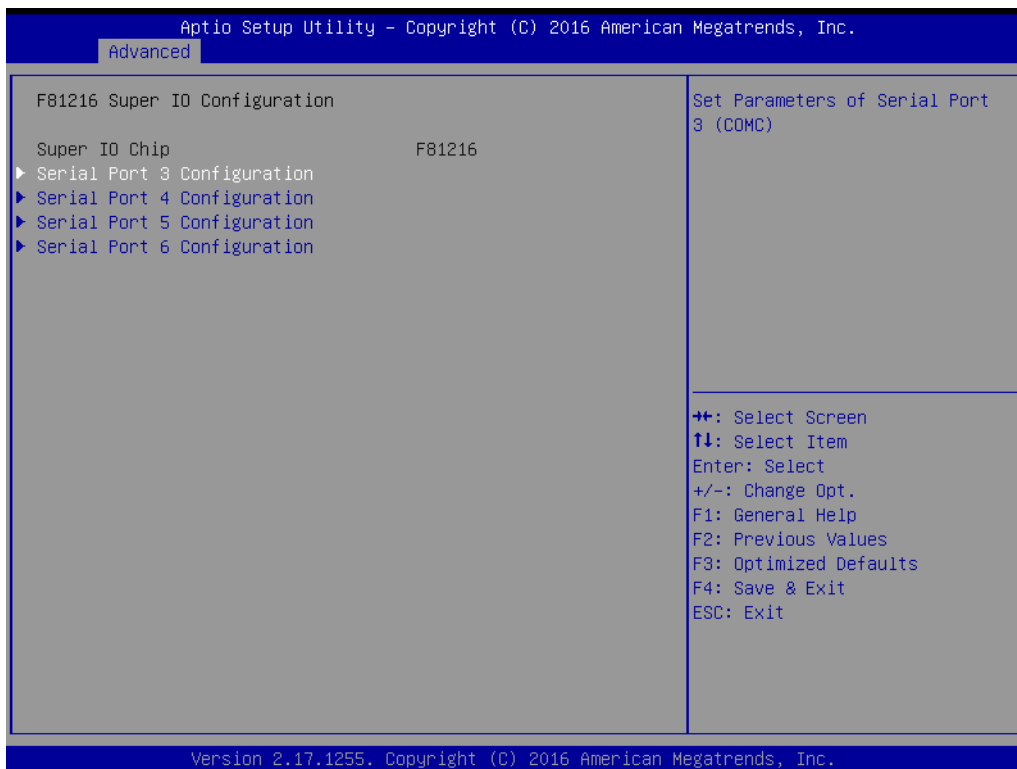 Aptio Setup Utility – Copyright (C) 2016 American Megatrends, Inc.
Advanced
F81216 Super IO Configuration
Super IO Chip F81216
▶ Serial Port 3 Configuration
▶ Serial Port 4 Configuration
▶ Serial Port 5 Configuration
▶ Serial Port 6 Configuration
Set Parameters of Serial Port
3 (COMC)
→←: Select Screen
↑↓: Select Item
Enter: Select
+/-: Change Opt.
F1: General Help
F2: Previous Values
F3: Optimized Defaults
F4: Save & Exit
ESC: Exit
Version 2.17.1255. Copyright (C) 2016 American Megatrends, Inc.